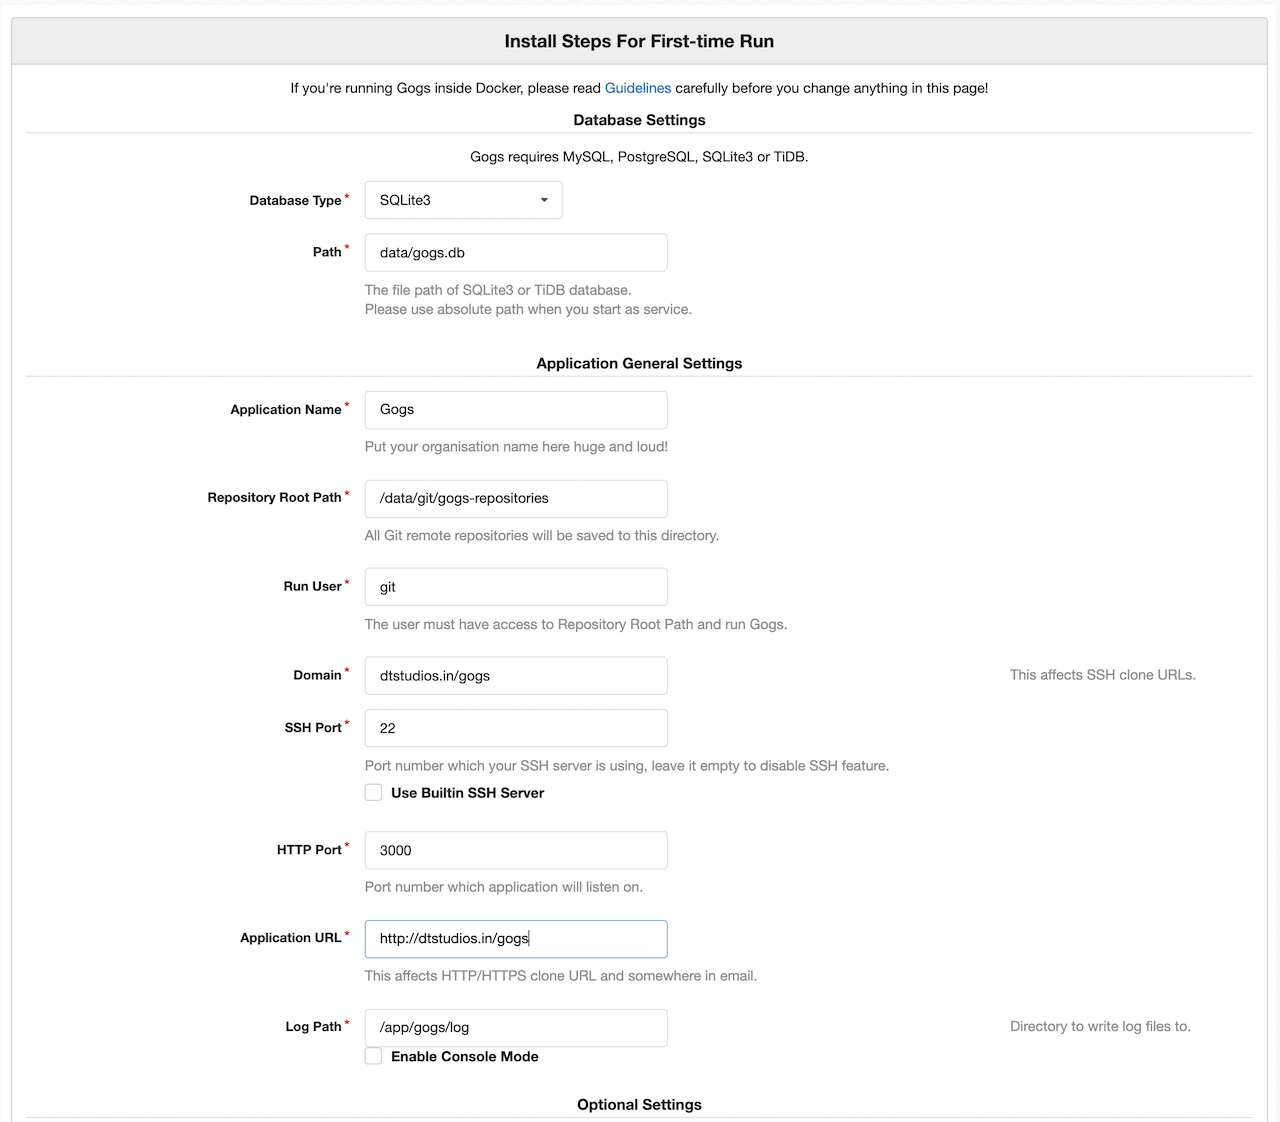 Install Steps For First-time Run
If you're running Gogs inside Docker, please read Guidelines carefully before you change anything in this page!
Database Settings
Gogs requires MySQL, PostgreSQL, SQLite3 or TiDB.
Database Type * SQLite3
Path * data/gogs.db
The file path of SQLite3 or TiDB database.
Please use absolute path when you start as service.
Application General Settings
Application Name * Gogs
Put your organisation name here huge and loud!
Repository Root Path * /data/git/gogs-repositories
All Git remote repositories will be saved to this directory.
Run User * git
The user must have access to Repository Root Path and run Gogs.
Domain * dtstudios.in/gogs This affects SSH clone URLs.
SSH Port * 22
Port number which your SSH server is using, leave it empty to disable SSH feature.
Use Builtin SSH Server
HTTP Port * 3000
Port number which application will listen on.
Application URL * http://dtstudios.in/gogs
This affects HTTP/HTTPS clone URL and somewhere in email.
Log Path * /app/gogs/log Directory to write log files to.
Enable Console Mode
Optional Settings